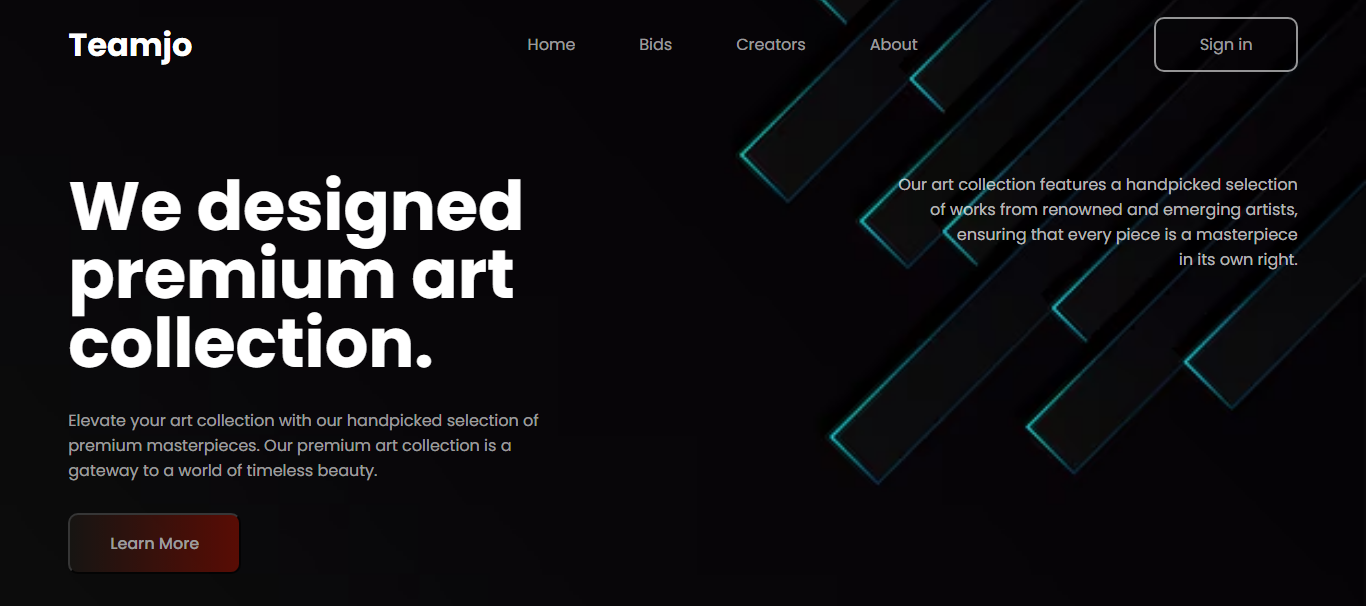 Teamjo
Home
Bids
Creators
About
Sign in
We designed
premium art
collection.
Our art collection features a handpicked selection
of works from renowned and emerging artists,
ensuring that every piece is a masterpiece
in its own right.
Elevate your art collection with our handpicked selection of
premium masterpieces. Our premium art collection is a
gateway to a world of timeless beauty.
Learn More